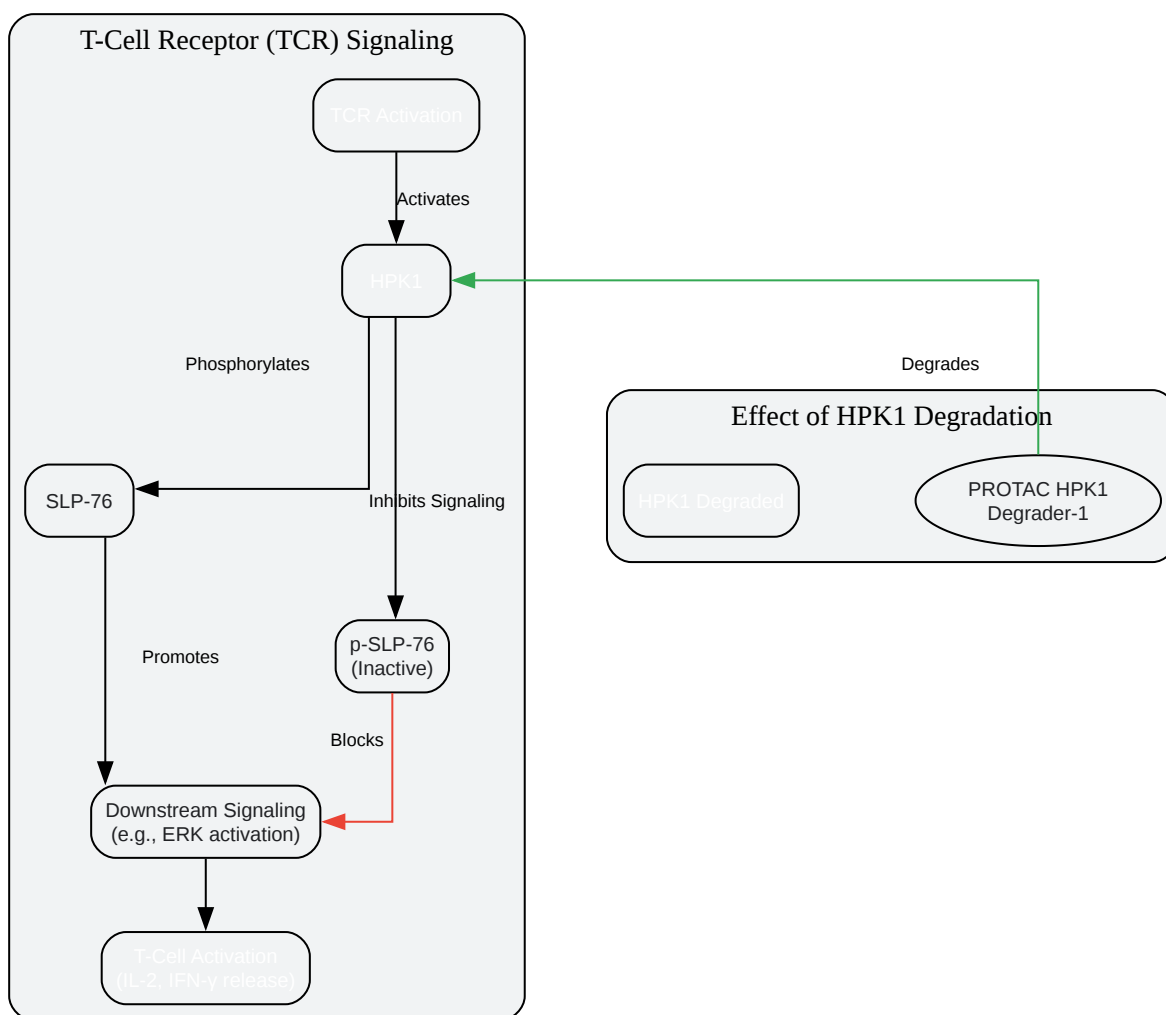 T-Cell Receptor (TCR) Signaling
TCR Activation
Activates
HPK1
Phosphorylates
Degrades
Effect of HPK1 Degradation
SLP-76
Inhibits Signaling
HPK1 Degraded
PROTAC HPK1
Degrader-1
p-SLP-76
(Inactive)
Promotes
Blocks
Downstream Signaling
(e.g., ERK activation)
T-Cell Activation
(IL-2, IFN-γ release)